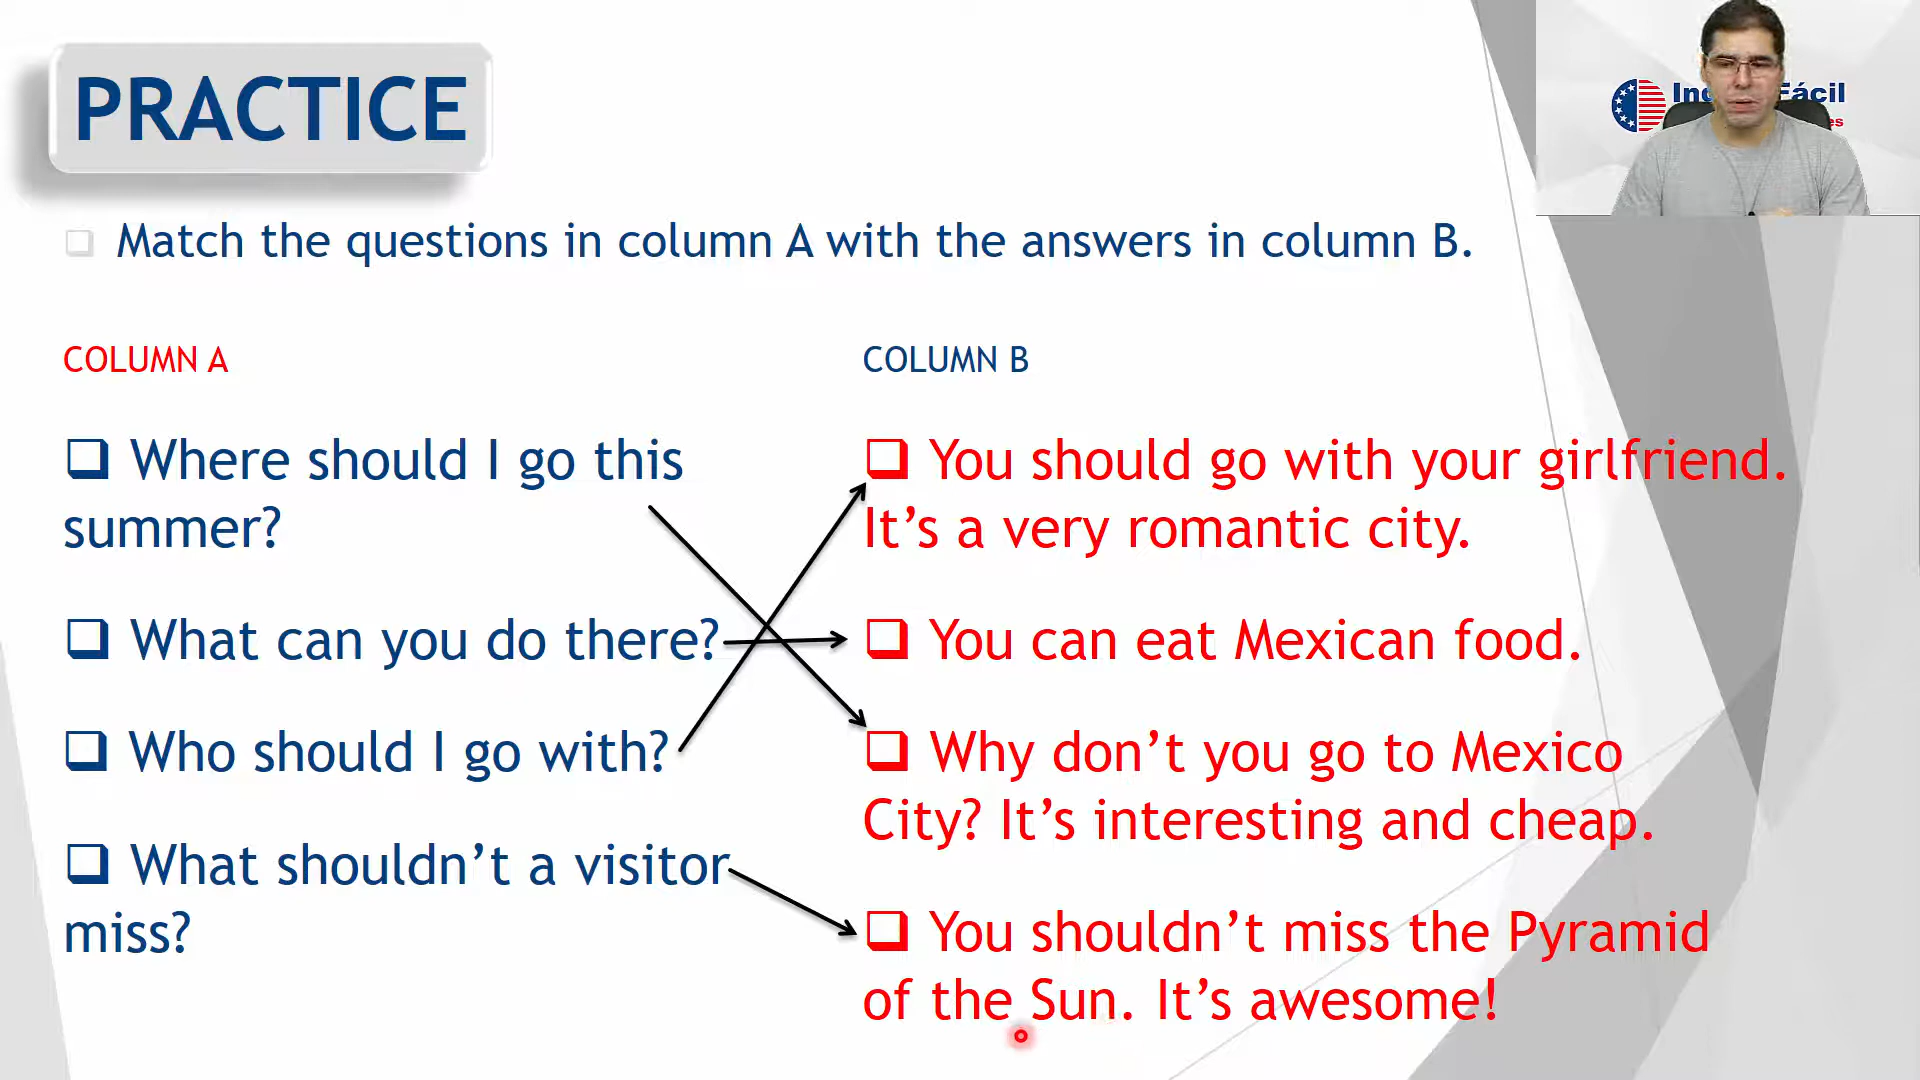 PRACTICE
Match the questions in column A with the answers in column B.
COLUMN A
Where should I go this
summer?
What can you do there?
Who should I go with?
What shouldn't a visitor
miss?
COLUMN B
You should go with your girlfriend.
It's a very romantic city.
You can eat Mexican food.
Why don't you go to Mexico
City? It's interesting and cheap.
You shouldn't miss the Pyramid
of the Sun. It's awesome!
Fácil